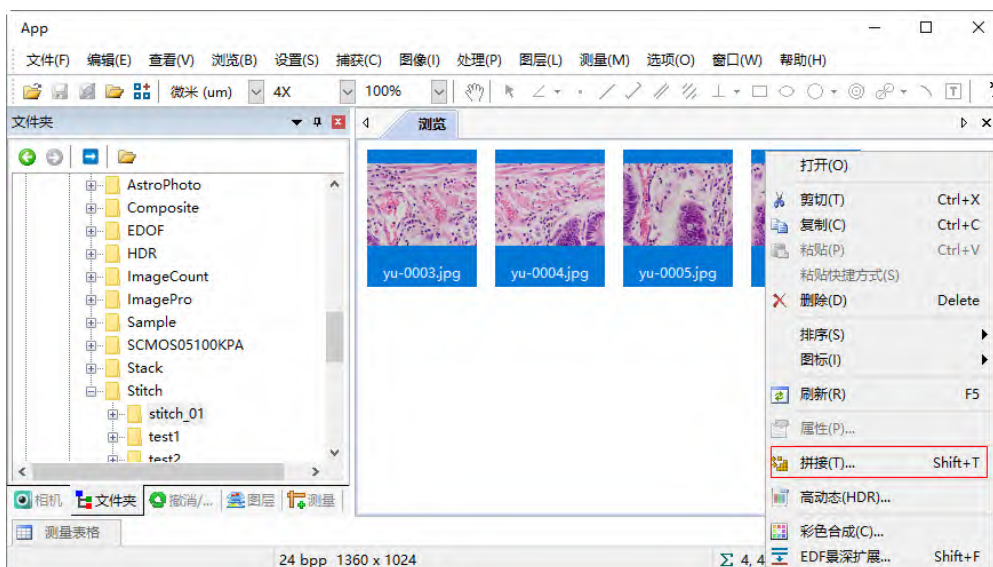 App
文件(F) 编辑(E) 查看(V) 浏览(B) 设置(S) 捕获(C) 图像(I) 处理(P) 图层(L) 测量(M) 选项(O) 窗口(W) 帮助(H)
微米 (um) 4X 100%
文件夹
浏览
AstroPhoto
Composite
EDOF
HDR
ImageCount
ImagePro
Sample
SCMOS05100KPA
Stack
Stitch
stitch_01
test1
test2
相机 文件夹 撤消/... 图层 测量
测量表格
yu-0003.jpg yu-0004.jpg yu-0005.jpg
打开(O)
剪切(T) Ctrl+X
复制(C) Ctrl+C
粘贴(P) Ctrl+V
粘贴快捷方式(S)
删除(D) Delete
排序(S)
图标(I)
刷新(R) F5
属性(P)...
拼接(T)... Shift+T
高动态(HDR)...
彩色合成(C)...
EDF景深扩展... Shift+F
24 bpp 1360 x 1024 Σ 4, 4